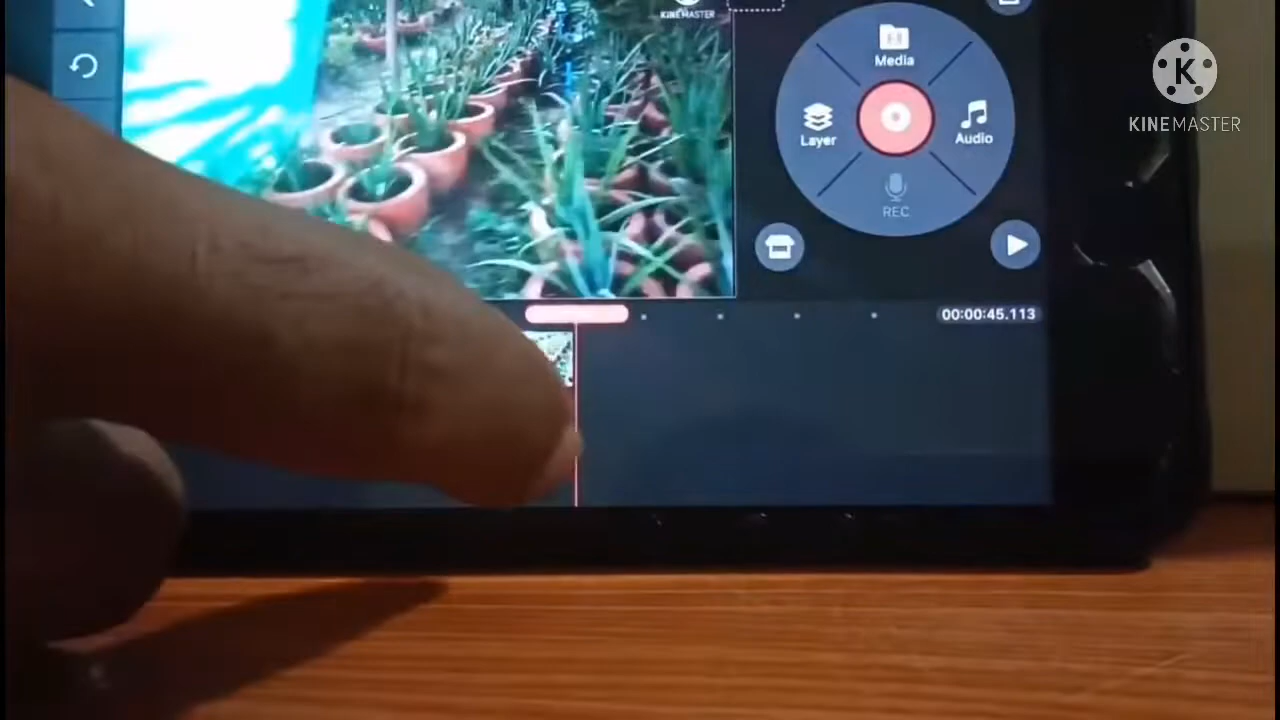 KINEMASTER
Media
K
KINEMASTER
Layer
Audio
REC
00:00:45.113